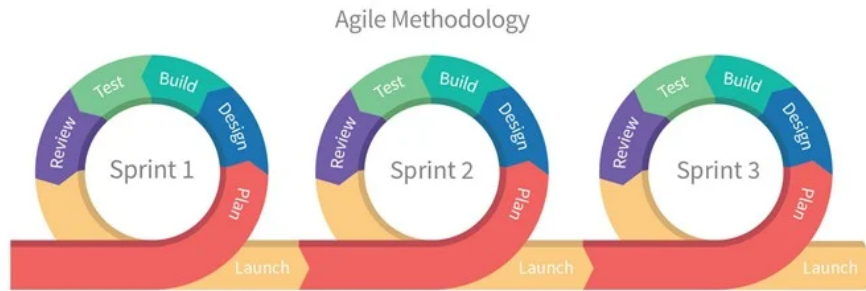 Agile Methodology
Sprint 1
Plan
Design
Build
Test
Review
Launch
Sprint 2
Plan
Design
Build
Test
Review
Launch
Sprint 3
Plan
Design
Build
Test
Review
Launch